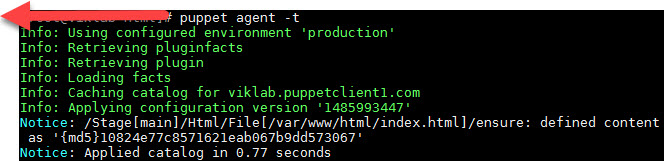 # puppet agent -t
Info: Using configured environment 'production'
Info: Retrieving pluginfacts
Info: Retrieving plugin
Info: Loading facts
Info: Caching catalog for viklab.puppetclient1.com
Info: Applying configuration version '1485993447'
Notice: /Stage[main]/Html/File[/var/www/html/index.html]/ensure: defined content
as '{md5}10824e77c8571621eab067b9dd573067'
Notice: Applied catalog in 0.77 seconds